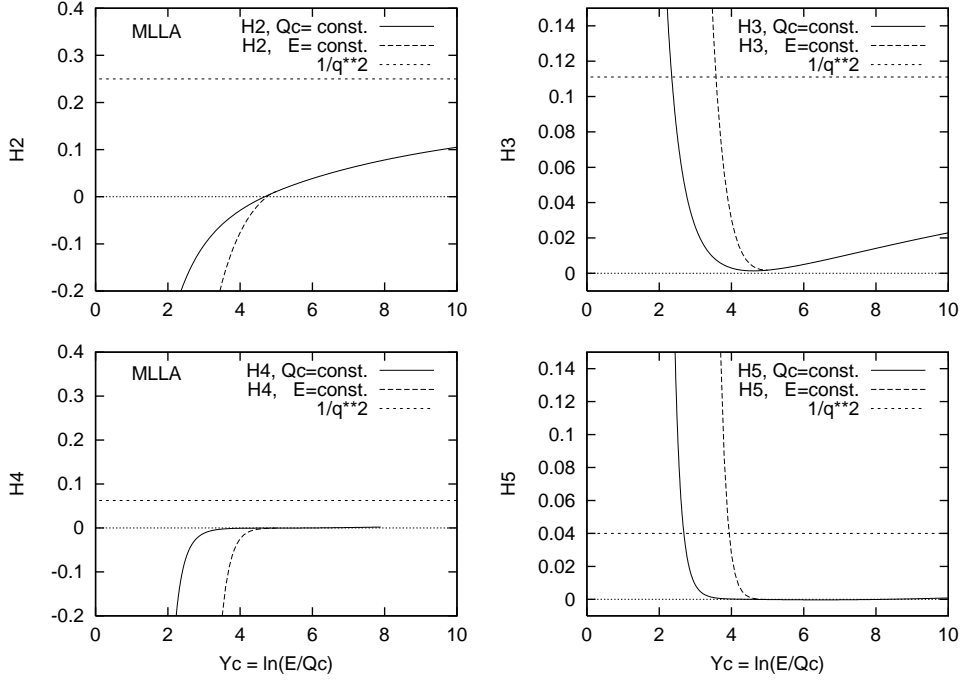 MLLA
H2, Qc= const.
H2, E= const.
1/q**2
H2
0.4
0.3
0.2
0.1
0
-0.1
-0.2
0 2 4 6 8 10
H3, Qc=const.
H3, E=const.
1/q**2
H3
0.14
0.12
0.1
0.08
0.06
0.04
0.02
0
0 2 4 6 8 10
MLLA
H4, Qc=const.
H4, E=const.
1/q**2
H4
0.4
0.3
0.2
0.1
0
-0.1
-0.2
0 2 4 6 8 10
Yc = ln(E/Qc)
H5, Qc=const.
H5, E=const.
1/q**2
H5
0.14
0.12
0.1
0.08
0.06
0.04
0.02
0
0 2 4 6 8 10
Yc = ln(E/Qc)